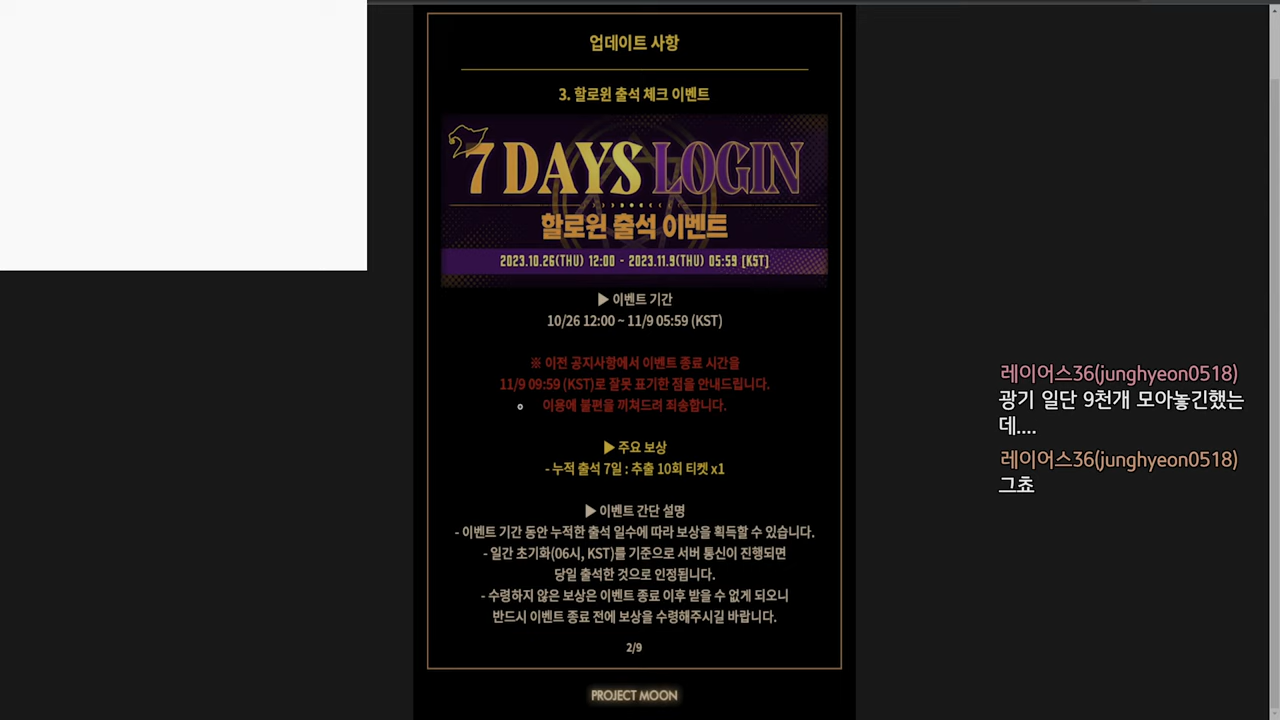 업데이트 사항
3. 할로윈 출석 체크 이벤트
7 DAYS LOGIN
할로윈 출석 이벤트
2023.10.26(THU) 12:00 - 2023.11.9(THU) 05:59 [KST]
▶ 이벤트 기간
10/26 12:00 ~ 11/9 05:59 (KST)
※ 이전 공지사항에서 이벤트 종료 시간을
11/9 09:59 (KST)로 잘못 표기한 점을 안내드립니다.
이용에 불편을 끼쳐드려 죄송합니다.
▶ 주요 보상
- 누적 출석 7일 : 추출 10회 티켓 x1
▶ 이벤트 간단 설명
- 이벤트 기간 동안 누적한 출석 일수에 따라 보상을 획득할 수 있습니다.
- 일간 초기화(06시, KST)를 기준으로 서버 통신이 진행되면
당일 출석한 것으로 인정됩니다.
- 수령하지 않은 보상은 이벤트 종료 이후 받을 수 없게 되오니
반드시 이벤트 종료 전에 보상을 수령해주시길 바랍니다.
2/9
PROJECT MOON
레이어스36(junghyeon0518)
광기 일단 9천개 모아놓긴했는
데....
레이어스36(junghyeon0518)
그쵸